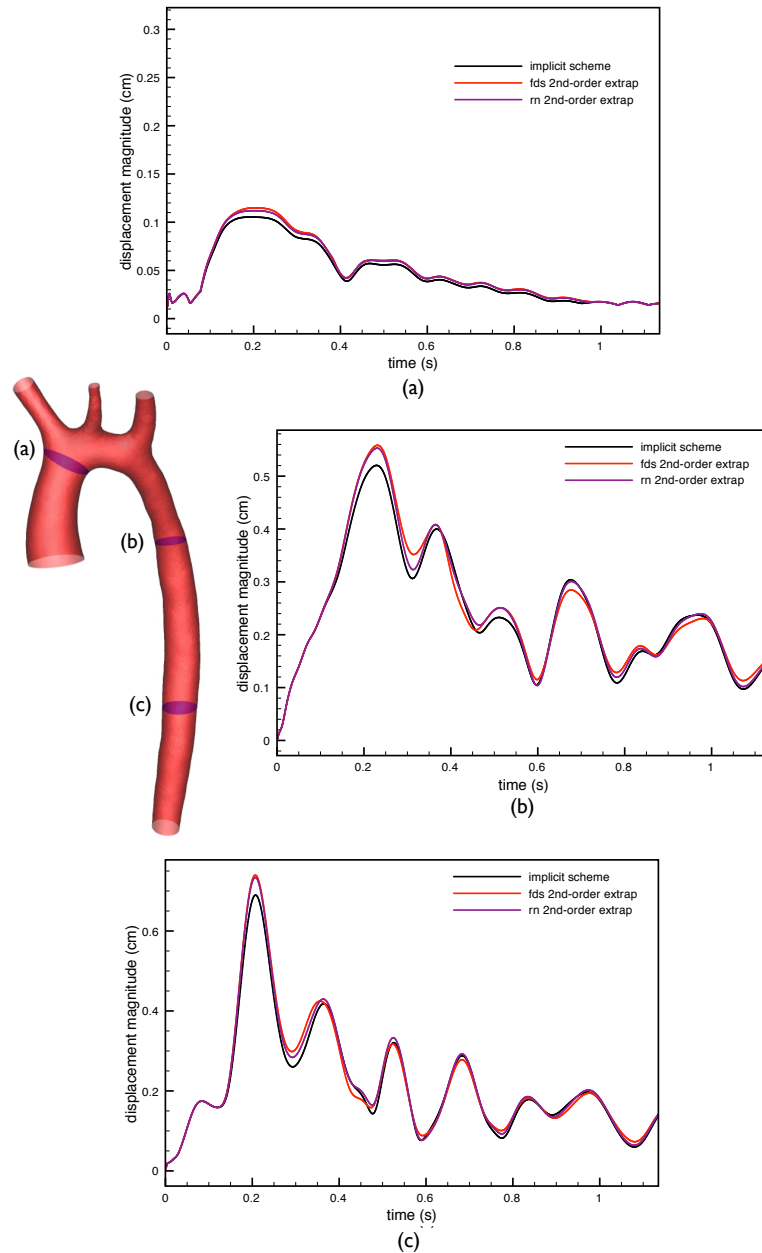 0.3
0.25
0.2
0.15
0.1
0.05
0
displacement magnitude (cm)
implicit scheme
fds 2nd-order extrap
rn 2nd-order extrap
0 0.2 0.4 0.6 0.8 1
time (s)
(a)
(a)
(b)
(c)
0.5
0.4
0.3
0.2
0.1
0
displacement magnitude (cm)
implicit scheme
fds 2nd-order extrap
rn 2nd-order extrap
0 0.2 0.4 0.6 0.8 1
time (s)
(b)
0.6
0.4
0.2
0
displacement magnitude (cm)
implicit scheme
fds 2nd-order extrap
rn 2nd-order extrap
0 0.2 0.4 0.6 0.8 1
time (s)
(c)